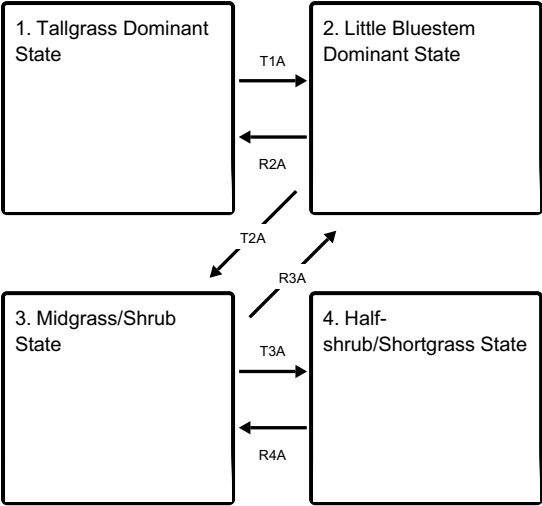 1. Tallgrass Dominant
State
2. Little Bluestem
Dominant State
T1A
R2A
T2A
R3A
3. Midgrass/Shrub
State
4. Half-
shrub/Shortgrass State
T3A
R4A